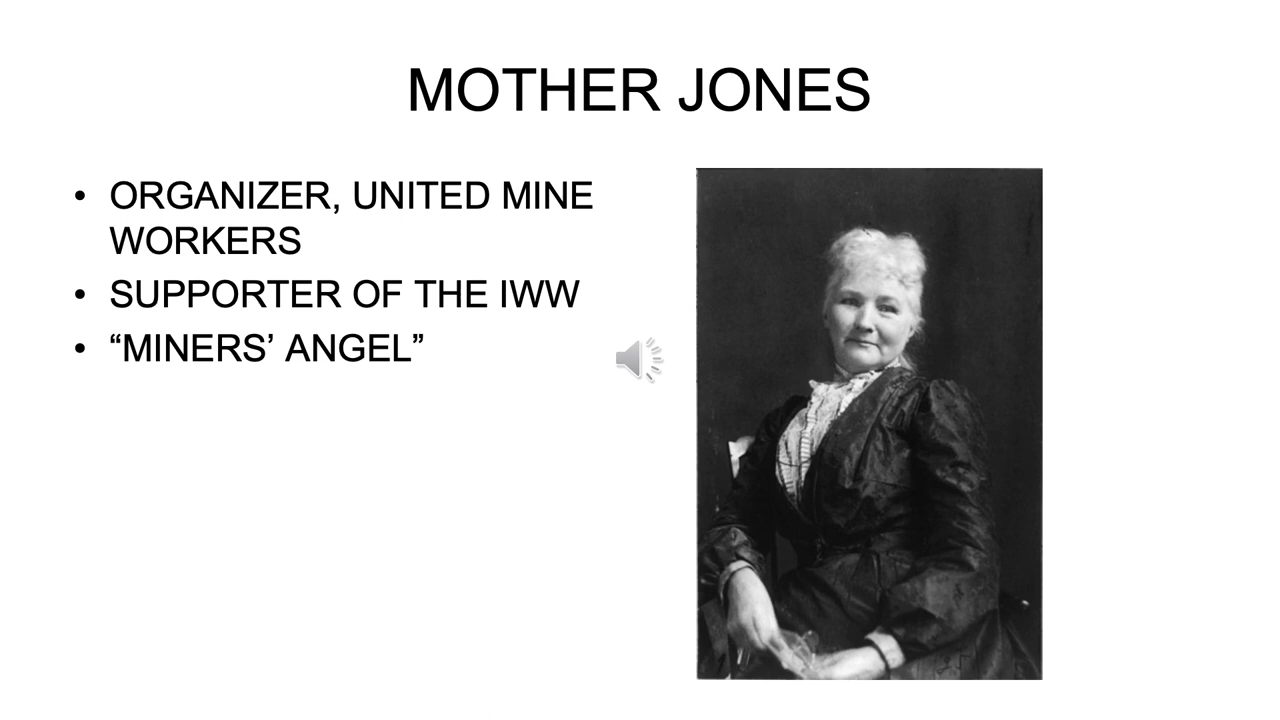 MOTHER JONES
• ORGANIZER, UNITED MINE
WORKERS
• SUPPORTER OF THE IWW
• “MINERS’ ANGEL”